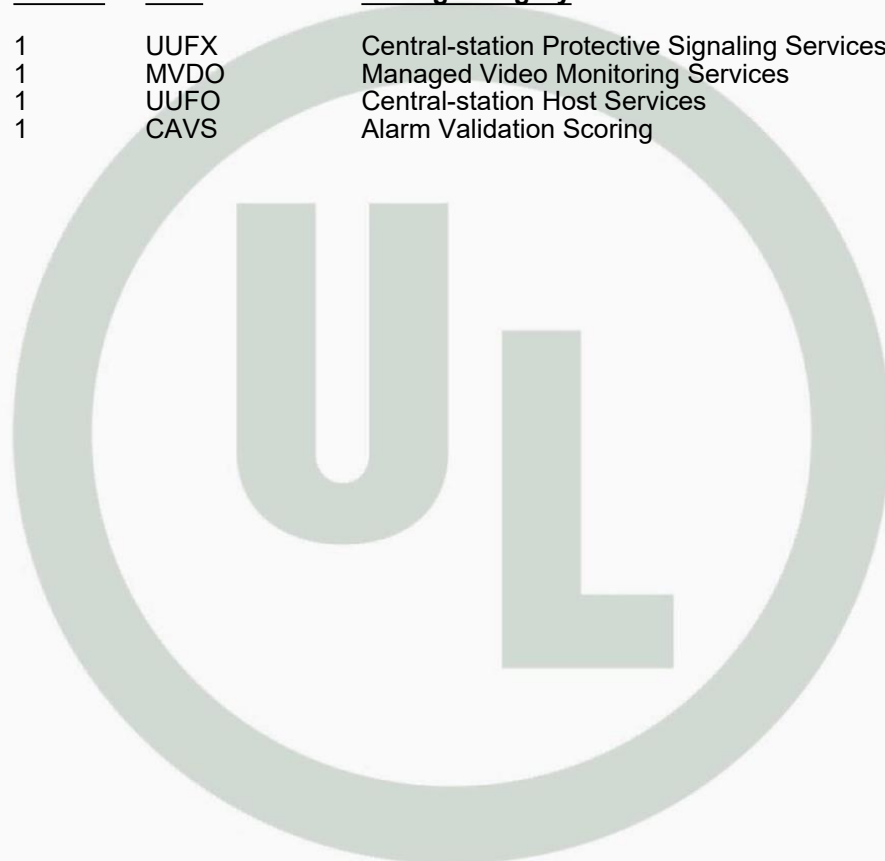 1 UUFX Central-station Protective Signaling Services
1 MVDO Managed Video Monitoring Services
1 UUFO Central-station Host Services
1 CAVS Alarm Validation Scoring
UL